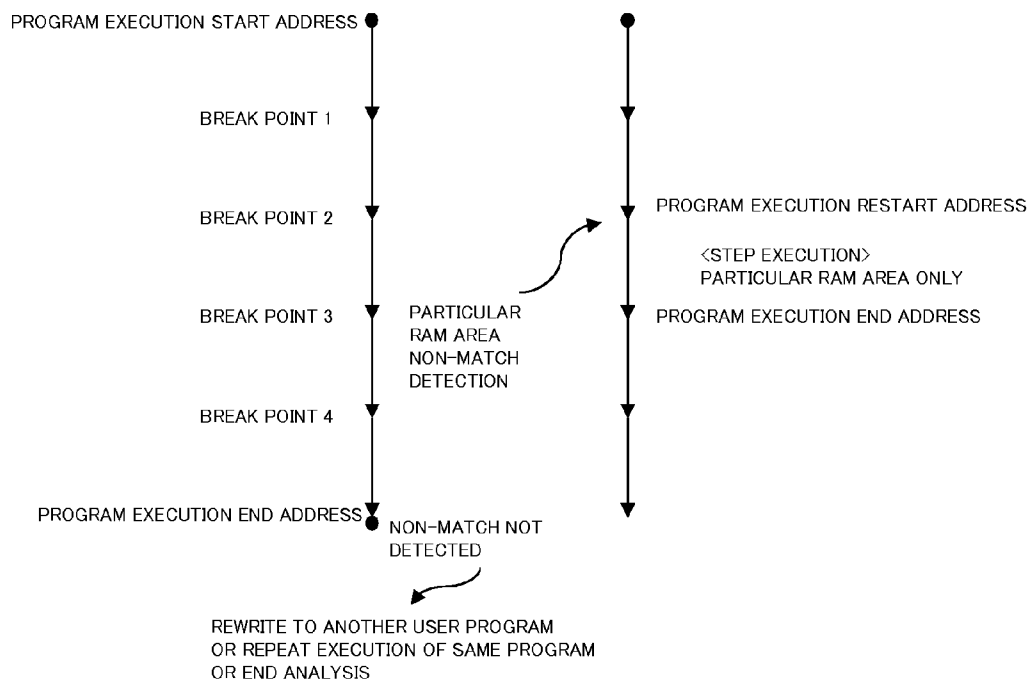 PROGRAM EXECUTION START ADDRESS
BREAK POINT 1
BREAK POINT 2
PROGRAM EXECUTION RESTART ADDRESS
<STEP EXECUTION>
PARTICULAR RAM AREA ONLY
BREAK POINT 3
PARTICULAR
RAM AREA
NON-MATCH
DETECTION
PROGRAM EXECUTION END ADDRESS
BREAK POINT 4
PROGRAM EXECUTION END ADDRESS
NON-MATCH NOT
DETECTED
REWRITE TO ANOTHER USER PROGRAM
OR REPEAT EXECUTION OF SAME PROGRAM
OR END ANALYSIS